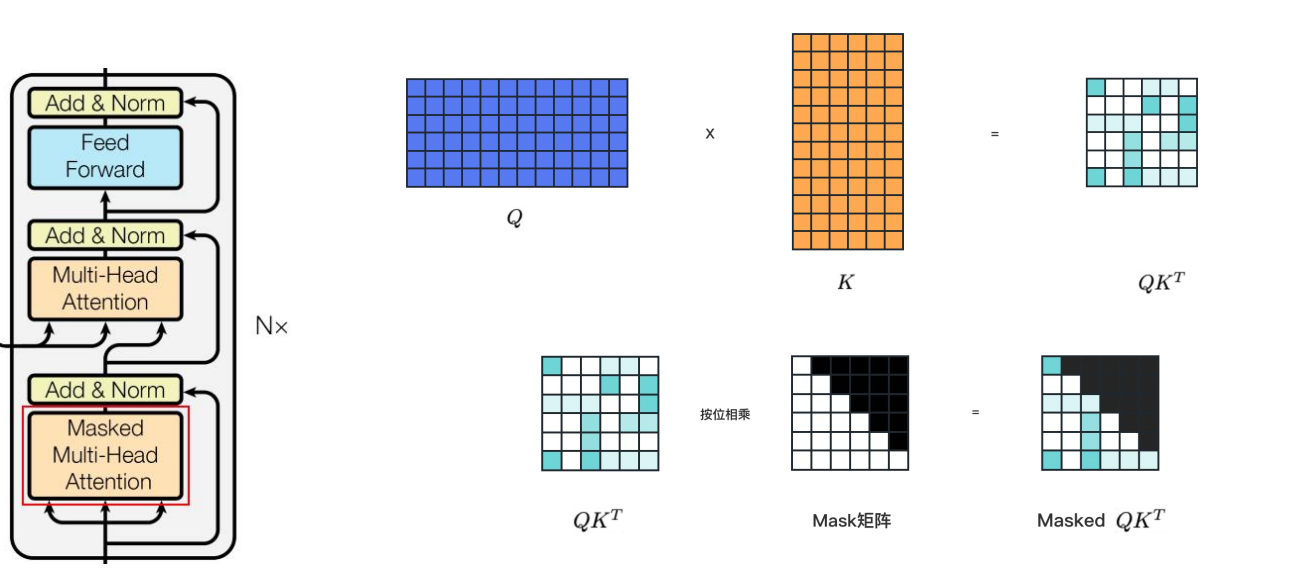 Add & Norm
Feed
Forward
Add & Norm
Multi-Head
Attention
N×
Add & Norm
Masked
Multi-Head
Attention
Q
x
K
=
QK^T
QK^T
按位相乘
Mask矩阵
=
Masked QK^T